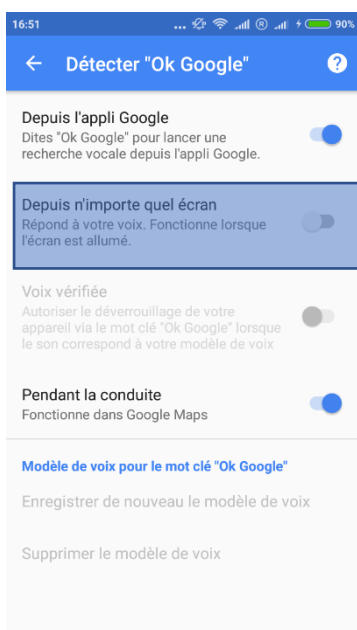 16:51 ... ® 90%
Détecter "Ok Google" ?
Depuis l'appli Google
Dites "Ok Google" pour lancer une
recherche vocale depuis l'appli Google.
Depuis n'importe quel écran
Répond à votre voix. Fonctionne lorsque
l'écran est allumé.
Voix vérifiée
Autoriser le déverrouillage de votre
appareil via le mot clé "Ok Google" lorsque
le son correspond à votre modèle de voix
Pendant la conduite
Fonctionne dans Google Maps
Modèle de voix pour le mot clé "Ok Google"
Enregistrer de nouveau le modèle de voix
Supprimer le modèle de voix